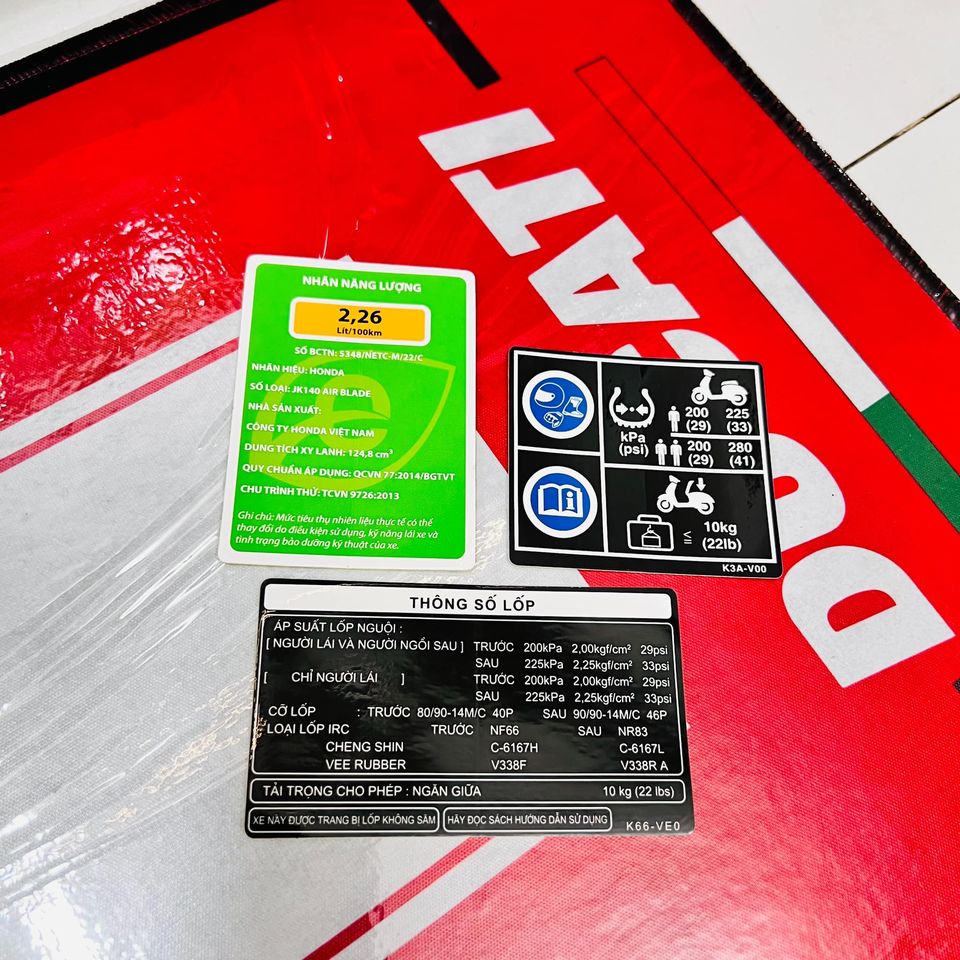 DUCATI
NHÃN NĂNG LƯỢNG
2,26
Lít/100km
SỐ BCTN: 5348/NETC-M/22/C
NHÃN HIỆU: HONDA
SỐ LOẠI: JK140 AIR BLADE
NHÀ SẢN XUẤT:
CÔNG TY HONDA VIỆT NAM
DUNG TÍCH XY LANH: 124,8 cm³
QUY CHUẨN ÁP DỤNG: QCVN 77:2014/BGTVT
CHU TRÌNH THỬ: TCVN 9726:2013
Ghi chú: Mức tiêu thụ nhiên liệu thực tế có thể
thay đổi do điều kiện sử dụng, kỹ năng lái xe và
tình trạng bảo dưỡng kỹ thuật của xe.
kPa
(psi)
200 225
(29) (33)
200 280
(29) (41)
≦ 10kg
(22lb)
K3A-V00
THÔNG SỐ LỐP
ÁP SUẤT LỐP NGUỘI :
[ NGƯỜI LÁI VÀ NGƯỜI NGỒI SAU ] TRƯỚC 200kPa 2,00kgf/cm² 29psi
SAU 225kPa 2,25kgf/cm² 33psi
[ CHỈ NGƯỜI LÁI ] TRƯỚC 200kPa 2,00kgf/cm² 29psi
SAU 225kPa 2,25kgf/cm² 33psi
CỠ LỐP : TRƯỚC 80/90-14M/C 40P SAU 90/90-14M/C 46P
LOẠI LỐP IRC TRƯỚC NF66 SAU NR83
CHENG SHIN C-6167H C-6167L
VEE RUBBER V338F V338R A
TẢI TRỌNG CHO PHÉP : NGĂN GIỮA 10 kg (22 lbs)
XE NÀY ĐƯỢC TRANG BỊ LỐP KHÔNG SĂM HÃY ĐỌC SÁCH HƯỚNG DẪN SỬ DỤNG K66-VE0